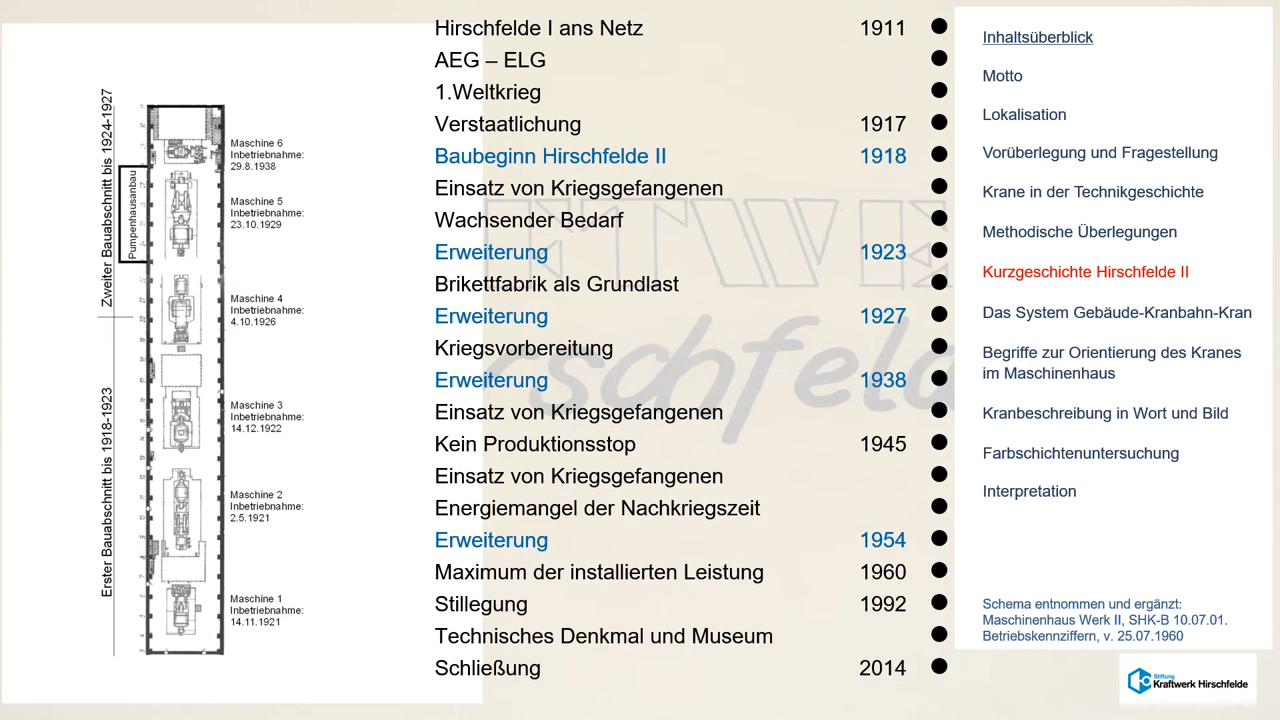 Zweiter Bauabschnitt bis 1924-1927
Pumpenhausanbau
Erster Bauabschnitt bis 1918-1923
Maschine 6
Inbetriebnahme:
29.8.1938
Maschine 5
Inbetriebnahme:
23.10.1929
Maschine 4
Inbetriebnahme:
4.10.1926
Maschine 3
Inbetriebnahme:
14.12.1922
Maschine 2
Inbetriebnahme:
2.5.1921
Maschine 1
Inbetriebnahme:
14.11.1921
Hirschfelde I ans Netz 1911
AEG – ELG
1.Weltkrieg
Verstaatlichung 1917
Baubeginn Hirschfelde II 1918
Einsatz von Kriegsgefangenen
Wachsender Bedarf
Erweiterung 1923
Brikettfabrik als Grundlast
Erweiterung 1927
Kriegsvorbereitung
Erweiterung 1938
Einsatz von Kriegsgefangenen
Kein Produktionsstop 1945
Einsatz von Kriegsgefangenen
Energiemangel der Nachkriegszeit
Erweiterung 1954
Maximum der installierten Leistung 1960
Stillegung 1992
Technisches Denkmal und Museum
Schließung 2014
Inhaltsüberblick
Motto
Lokalisation
Vorüberlegung und Fragestellung
Krane in der Technikgeschichte
Methodische Überlegungen
Kurzgeschichte Hirschfelde II
Das System Gebäude-Kranbahn-Kran
Begriffe zur Orientierung des Kranes
im Maschinenhaus
Kranbeschreibung in Wort und Bild
Farbschichtenuntersuchung
Interpretation
Schema entnommen und ergänzt:
Maschinenhaus Werk II, SHK-B 10.07.01.
Betriebskennziffern, v. 25.07.1960
Stiftung
Kraftwerk Hirschfelde